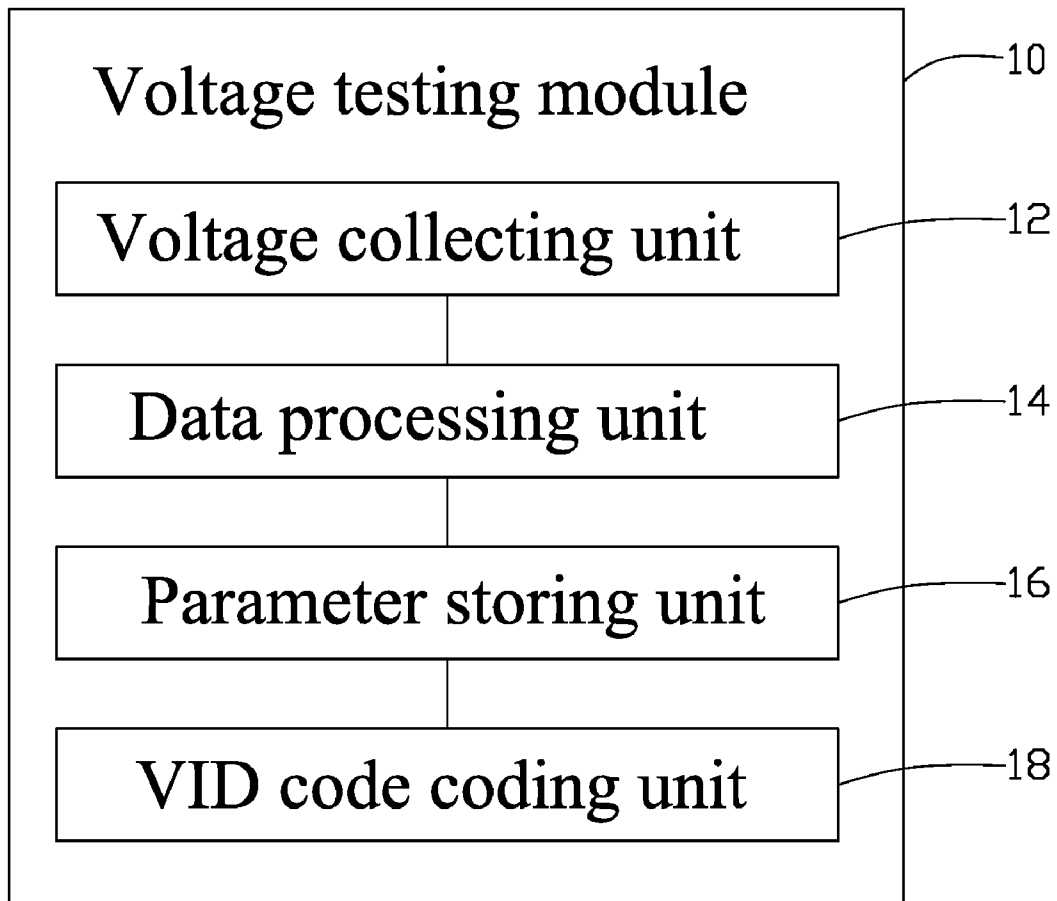 10
Voltage testing module
Voltage collecting unit
12
Data processing unit
14
Parameter storing unit
16
VID code coding unit
18